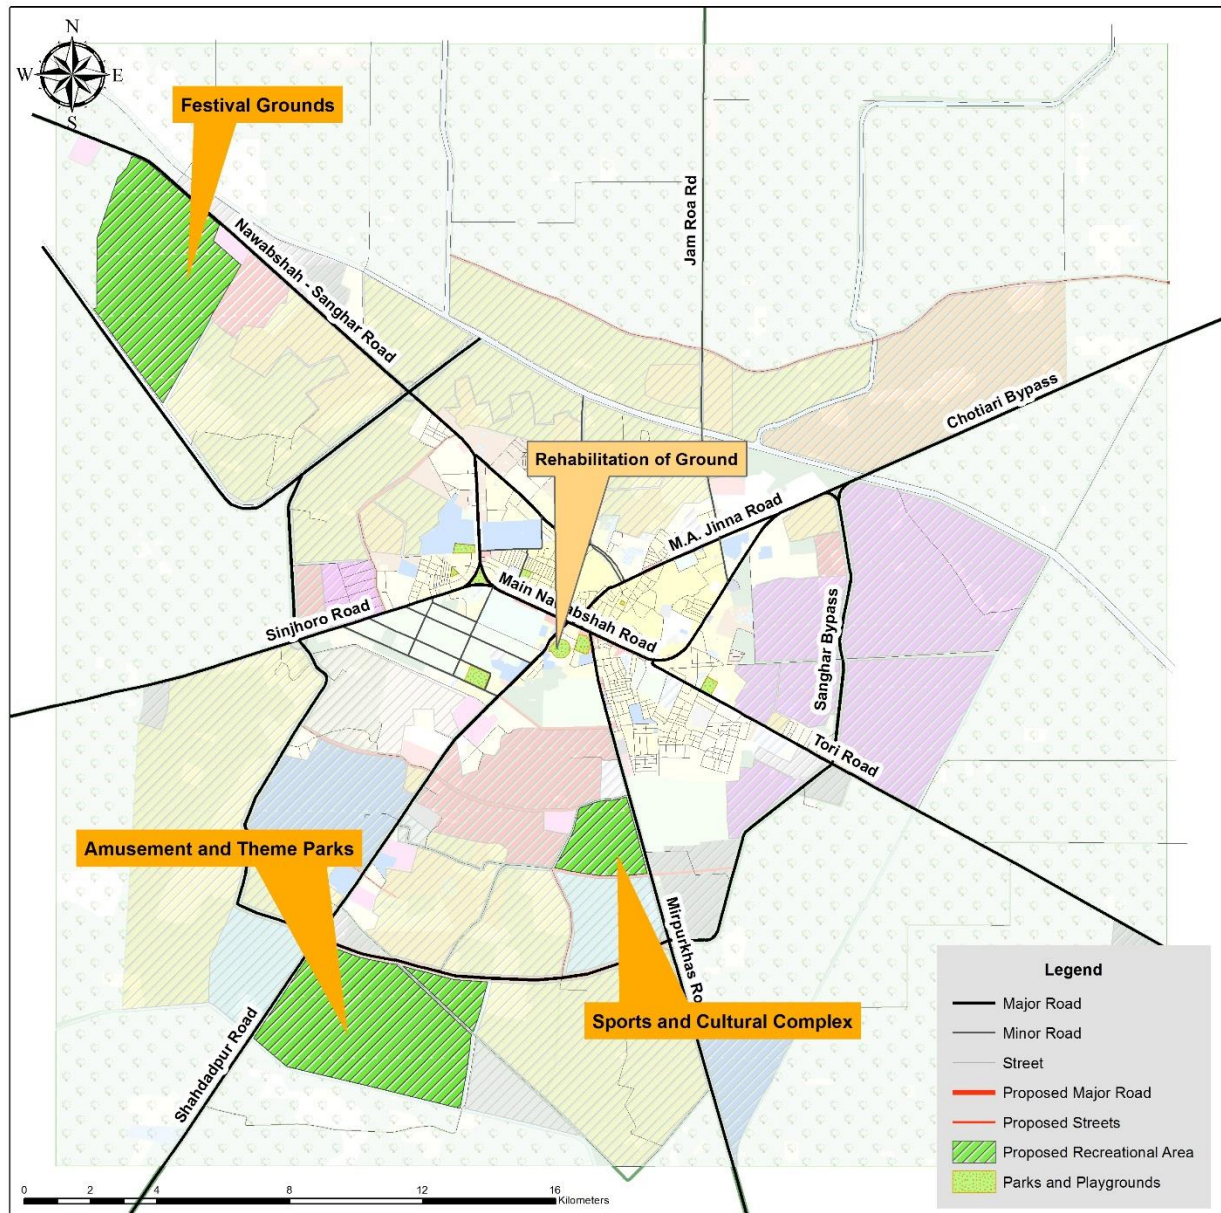 N
W
E
S
Festival Grounds
Nawabshah - Sanghar Road
Jam Roa Rd
Chotiari Bypass
Rehabilitation of Ground
M.A. Jinna Road
Main Nawabshah Road
Sinjhoro Road
Sanghar Bypass
Tori Road
Amusement and Theme Parks
Mirpurkhas Ro
Sports and Cultural Complex
Shahdadpur Road
Legend
Major Road
Minor Road
Street
Proposed Major Road
Proposed Streets
Proposed Recreational Area
Parks and Playgrounds
0 2 4 8 12 16
Kilometers